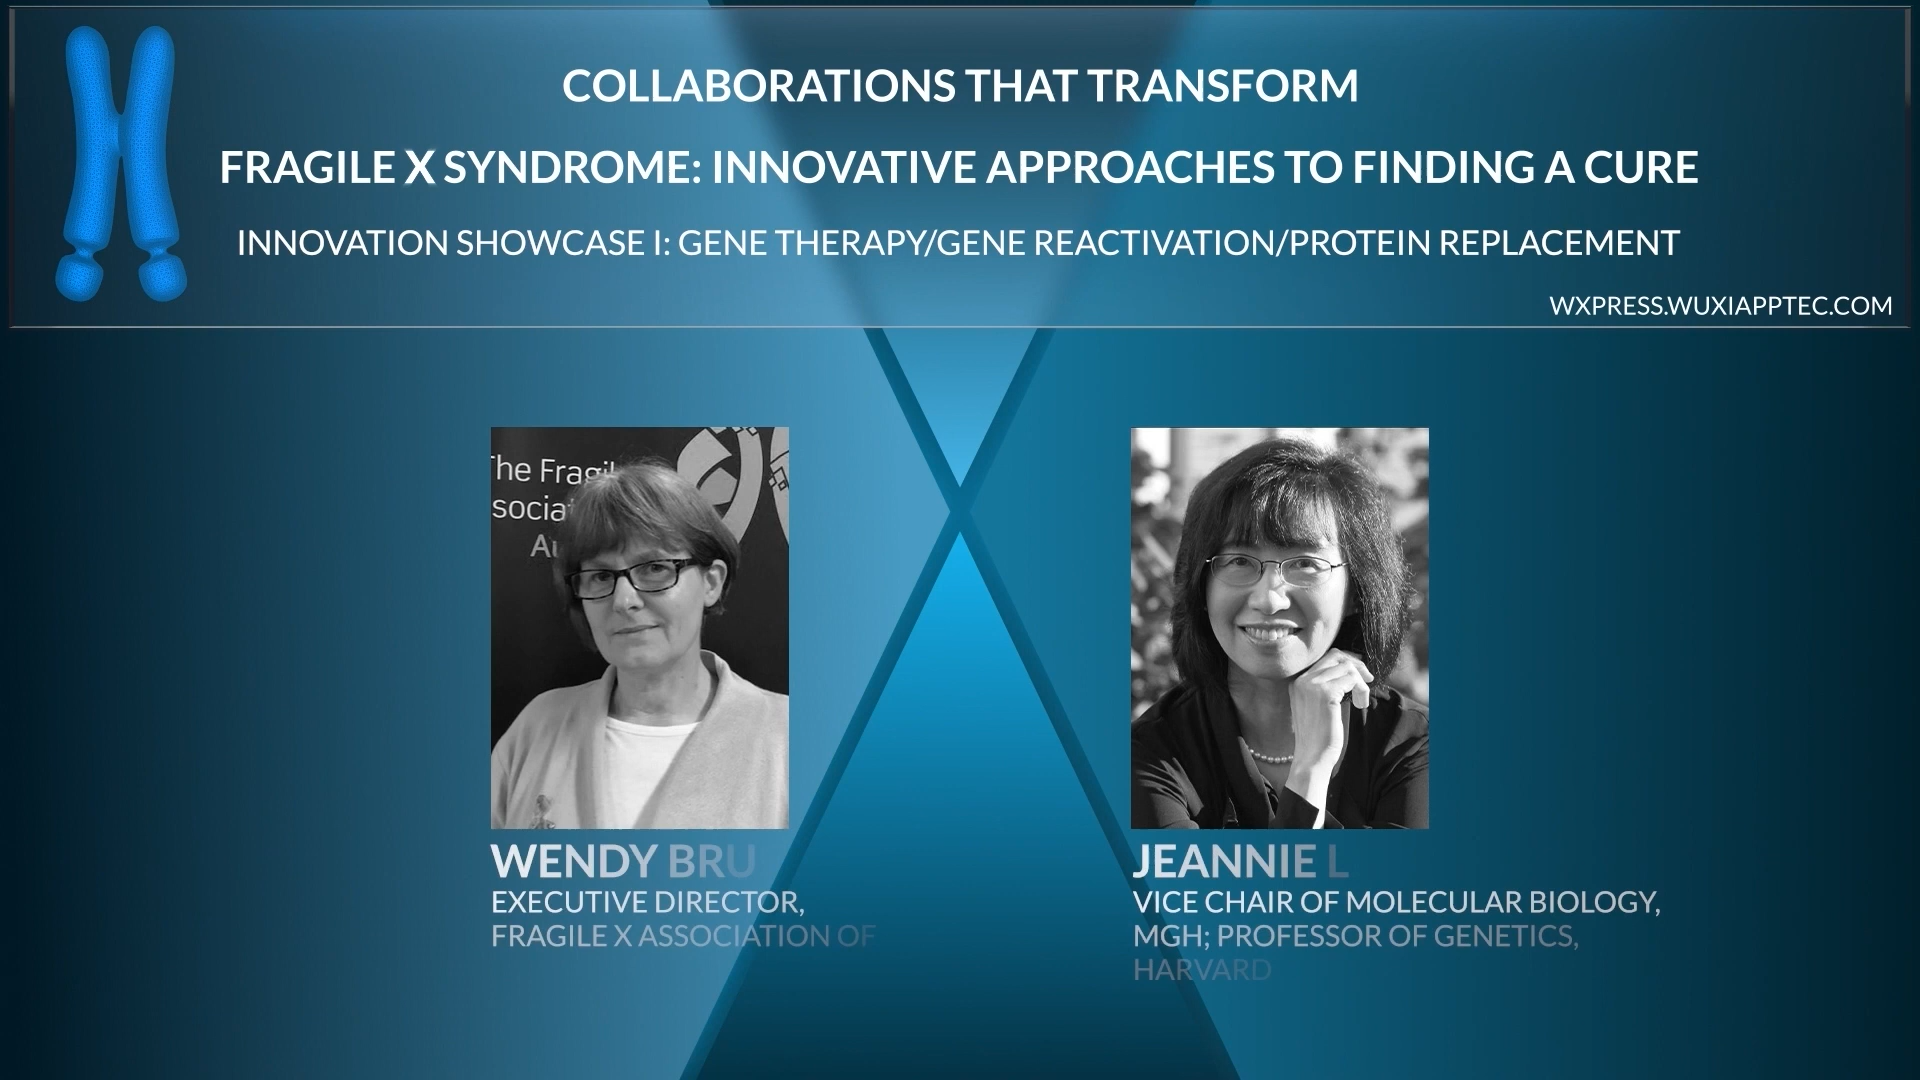 COLLABORATIONS THAT TRANSFORM
FRAGILE X SYNDROME: INNOVATIVE APPROACHES TO FINDING A CURE
INNOVATION SHOWCASE I: GENE THERAPY/GENE REACTIVATION/PROTEIN REPLACEMENT
WXPRESS.WUXIAPPTEC.COM
The Fragil
sociat
Au
WENDY BRU
EXECUTIVE DIRECTOR,
FRAGILE X ASSOCIATION OF
JEANNIE L
VICE CHAIR OF MOLECULAR BIOLOGY,
MGH; PROFESSOR OF GENETICS,
HARVARD